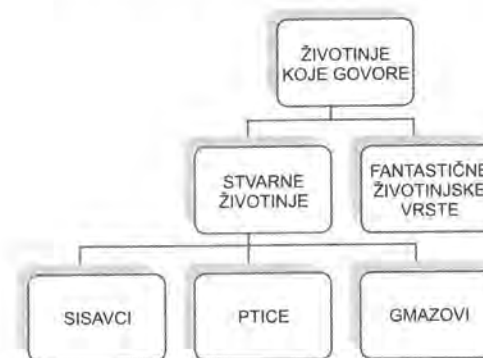 ŽIVOTINJE
KOJE GOVORE
STVARNE
ŽIVOTINJE
FANTASTIČNE
ŽIVOTINJSKE
VRSTE
SISAVCI
PTICE
GMAZOVI